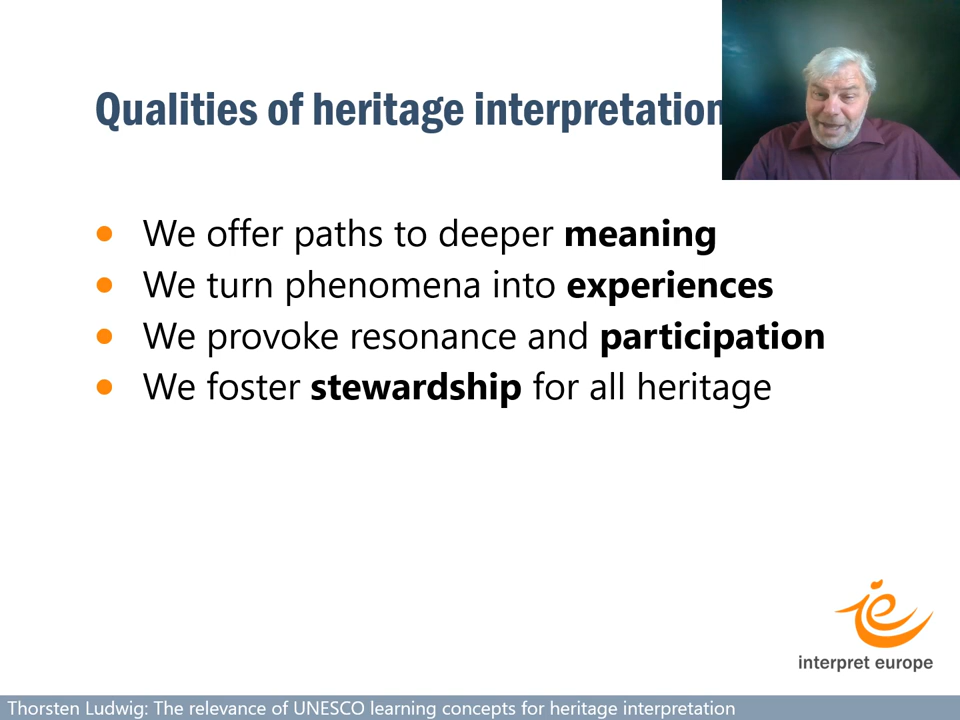 Qualities of heritage interpretation
We offer paths to deeper meaning
We turn phenomena into experiences
We provoke resonance and participation
We foster stewardship for all heritage
interpret europe
Thorsten Ludwig: The relevance of UNESCO learning concepts for heritage interpretation